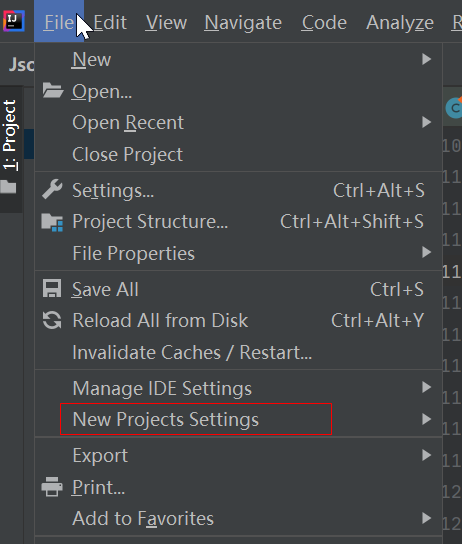 IJ File Edit View Navigate Code Analyze R
Jso
1: Project
New
Open...
Open Recent
Close Project
Settings... Ctrl+Alt+S
Project Structure... Ctrl+Alt+Shift+S
File Properties
Save All Ctrl+S
Reload All from Disk Ctrl+Alt+Y
Invalidate Caches / Restart...
Manage IDE Settings
New Projects Settings
Export
Print...
Add to Favorites
C
10
11
11
11
11
11
11
11
11
11
11
12
12